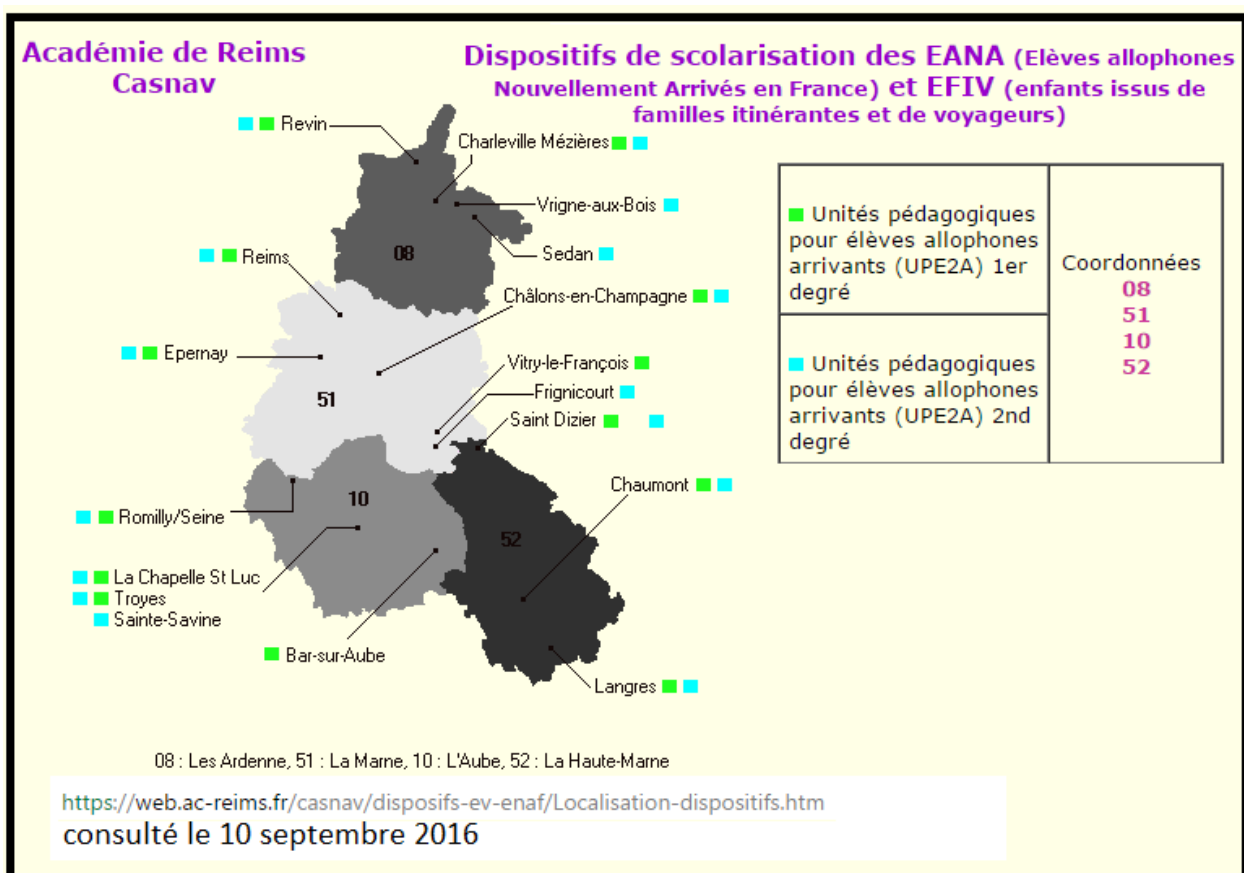 Académie de Reims
Casnav
Dispositifs de scolarisation des EANA (Elèves allophones
Nouvellement Arrivés en France) et EFIV (enfants issus de
familles itinérantes et de voyageurs)
Revin
Charleville Mézières
Vrigne-aux-Bois
Sedan
08
Reims
Châlons-en-Champagne
Epernay
Vitry-le-François
Frignicourt
51
Saint Dizier
Chaumont
10
Romilly/Seine
52
La Chapelle St Luc
Troyes
Sainte-Savine
Bar-sur-Aube
Langres
Unités pédagogiques
pour élèves allophones
arrivants (UPE2A) 1er
degré
Unités pédagogiques
pour élèves allophones
arrivants (UPE2A) 2nd
degré
Coordonnées
08
51
10
52
08 : Les Ardenne, 51 : La Marne, 10 : L'Aube, 52 : La Haute-Marne
https://web.ac-reims.fr/casnav/disposifs-ev-enaf/Localisation-dispositifs.htm
consulté le 10 septembre 2016